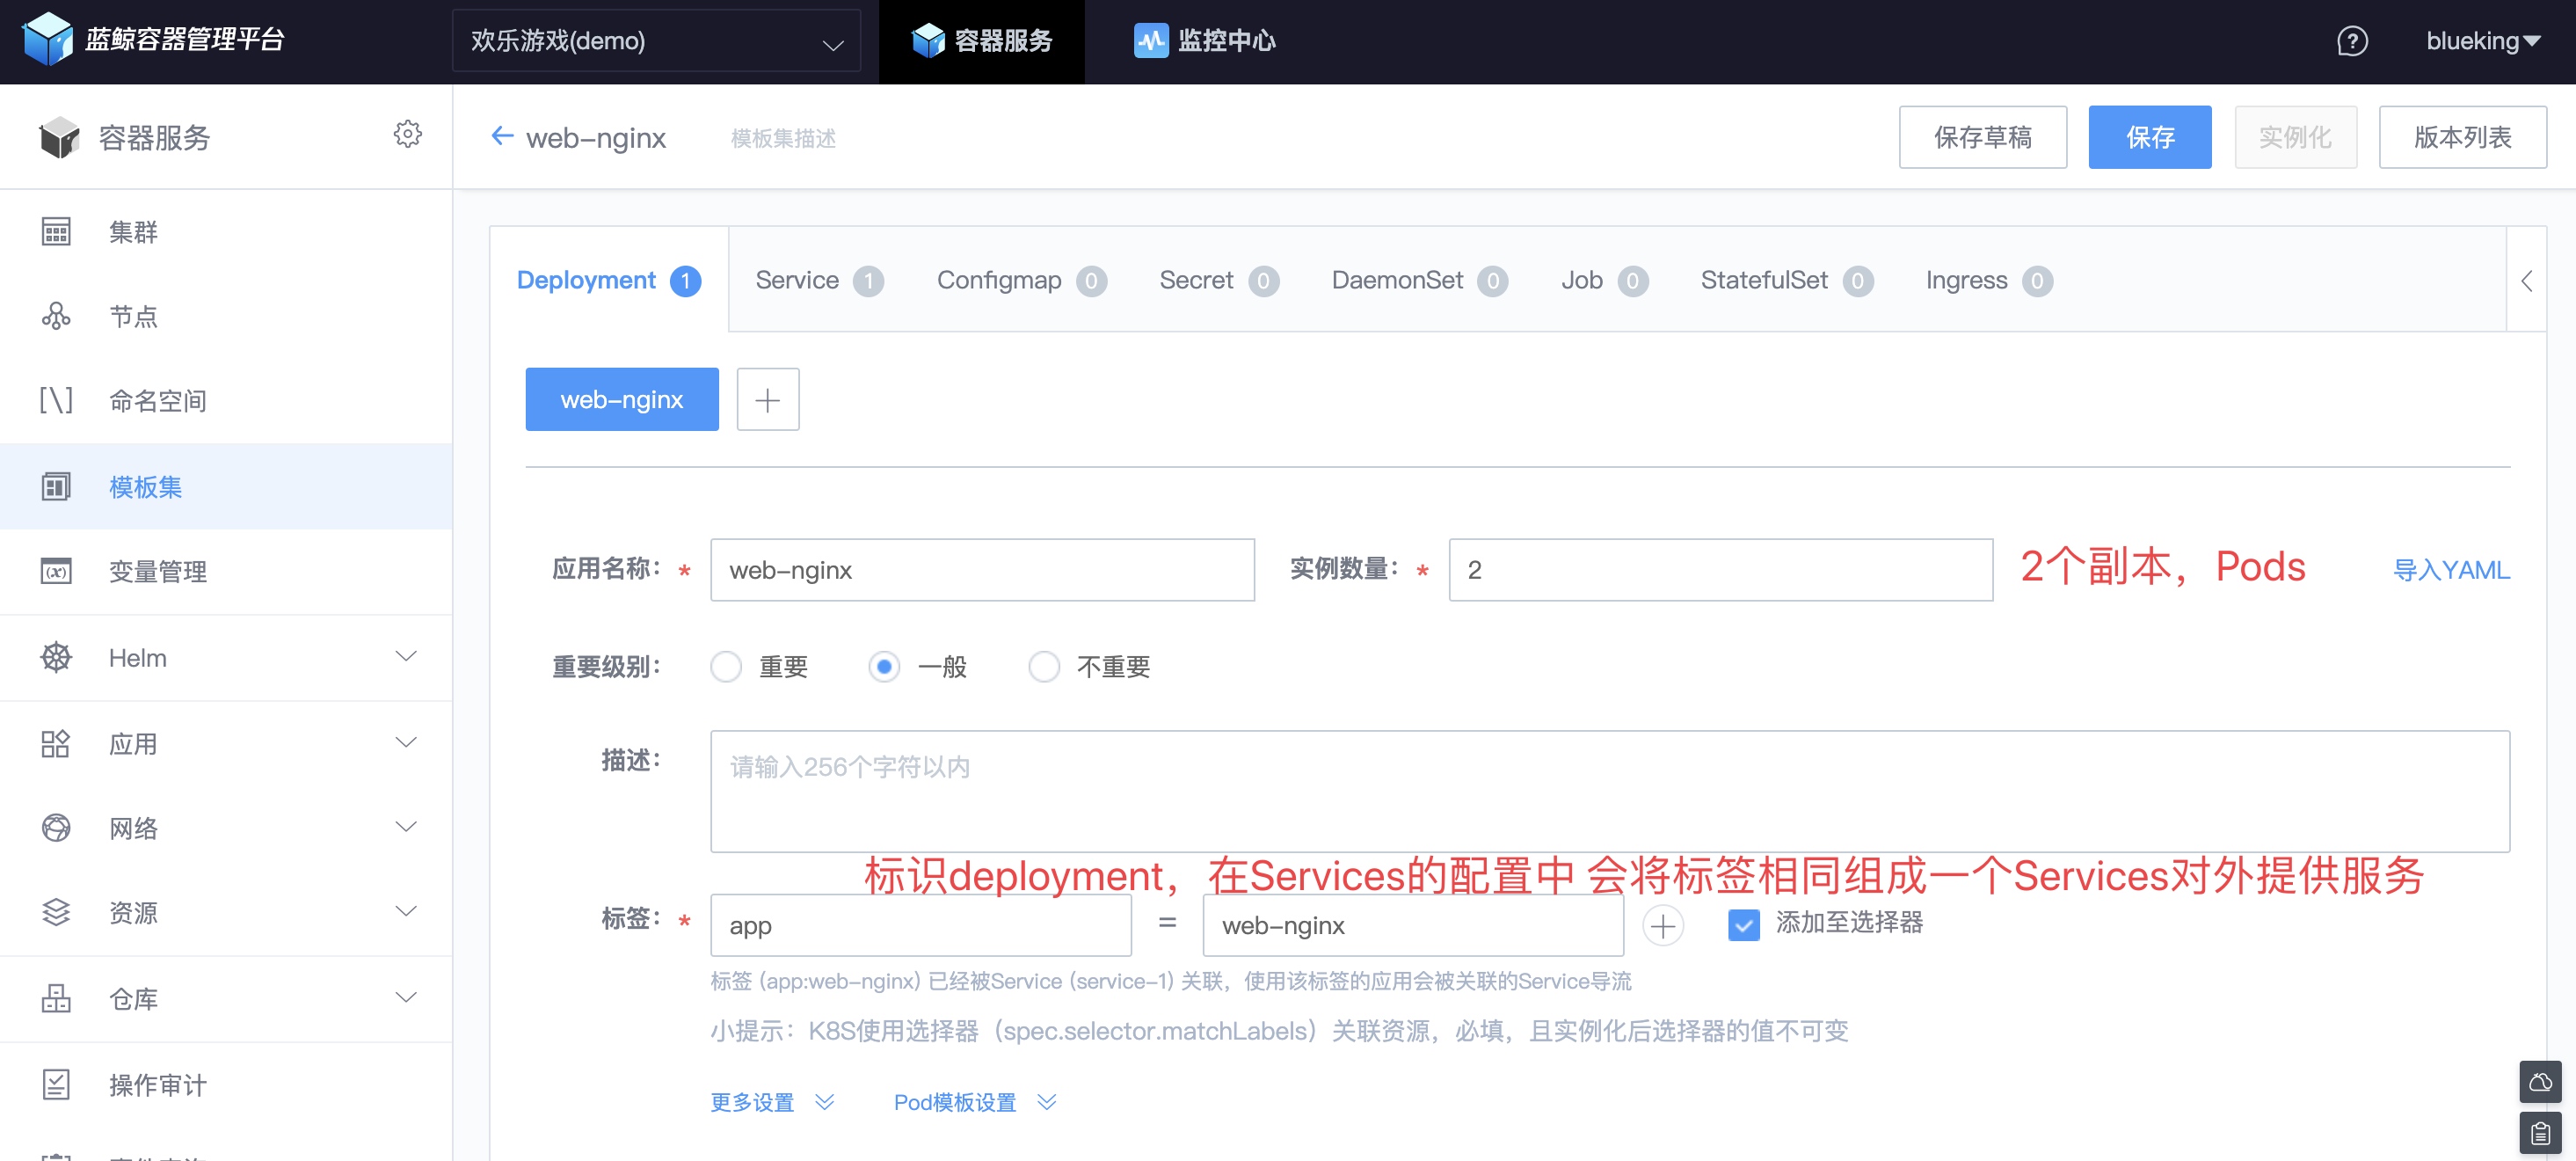 蓝鲸容器管理平台
欢乐游戏(demo)
容器服务
监控中心
blueking
容器服务
web-nginx
模板集描述
保存草稿
保存
实例化
版本列表
集群
节点
命名空间
模板集
变量管理
Helm
应用
网络
资源
仓库
操作审计
Deployment 1
Service 1
Configmap 0
Secret 0
DaemonSet 0
Job 0
StatefulSet 0
Ingress 0
web-nginx
应用名称： * web-nginx
实例数量： * 2
2个副本，Pods
导入YAML
重要级别： 重要 一般 不重要
描述： 请输入256个字符以内
标识deployment，在Services的配置中 会将标签相同组成一个Services对外提供服务
标签： * app = web-nginx
添加至选择器
标签 (app:web-nginx) 已经被Service (service-1) 关联，使用该标签的应用会被关联的Service导流
小提示：K8S使用选择器（spec.selector.matchLabels）关联资源，必填，且实例化后选择器的值不可变
更多设置
Pod模板设置